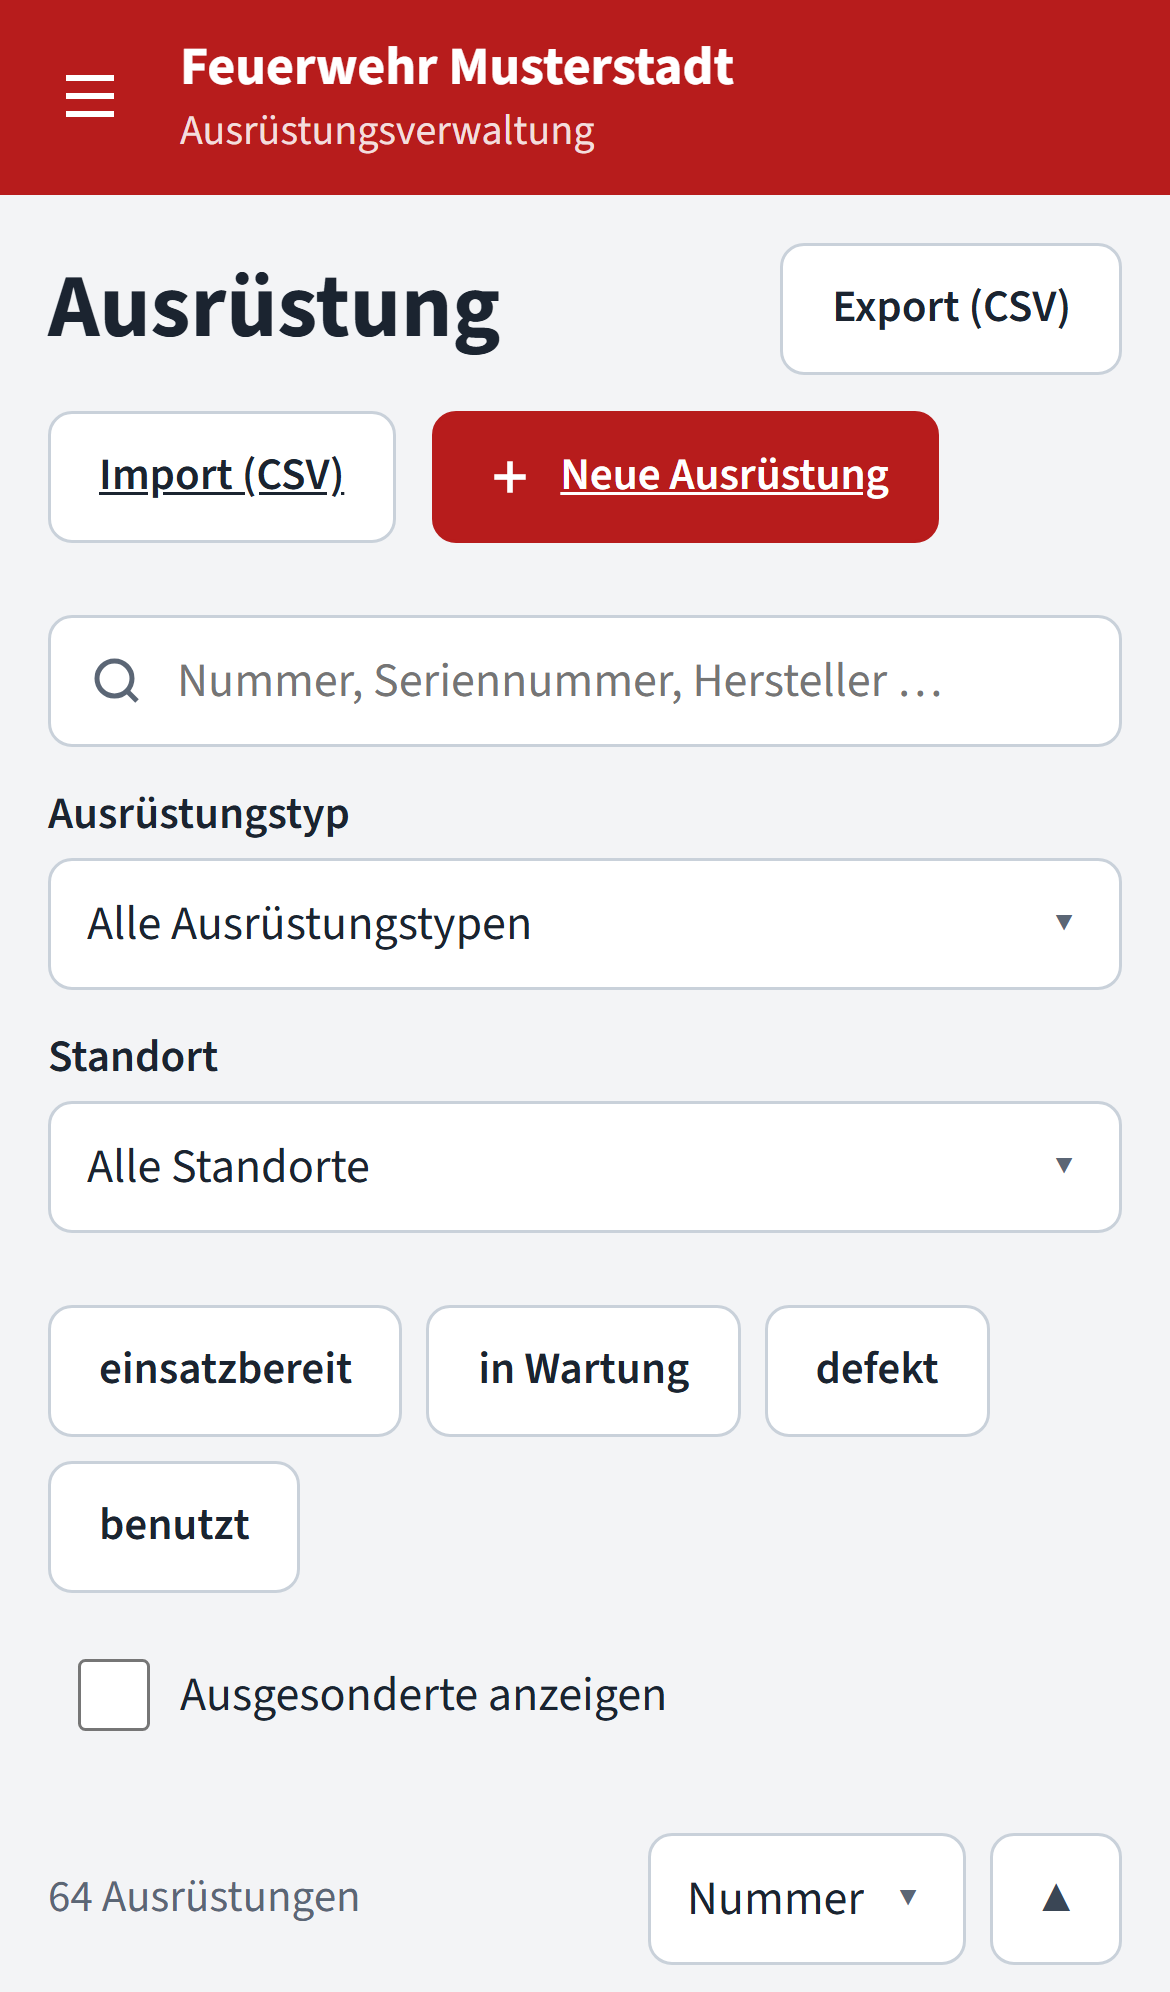 Feuerwehr Musterstadt
Ausrüstungsverwaltung
Ausrüstung
Export (CSV)
Import (CSV)
+ Neue Ausrüstung
Nummer, Seriennummer, Hersteller …
Ausrüstungstyp
Alle Ausrüstungstypen
Standort
Alle Standorte
einsatzbereit
in Wartung
defekt
benutzt
Ausgesonderte anzeigen
64 Ausrüstungen
Nummer